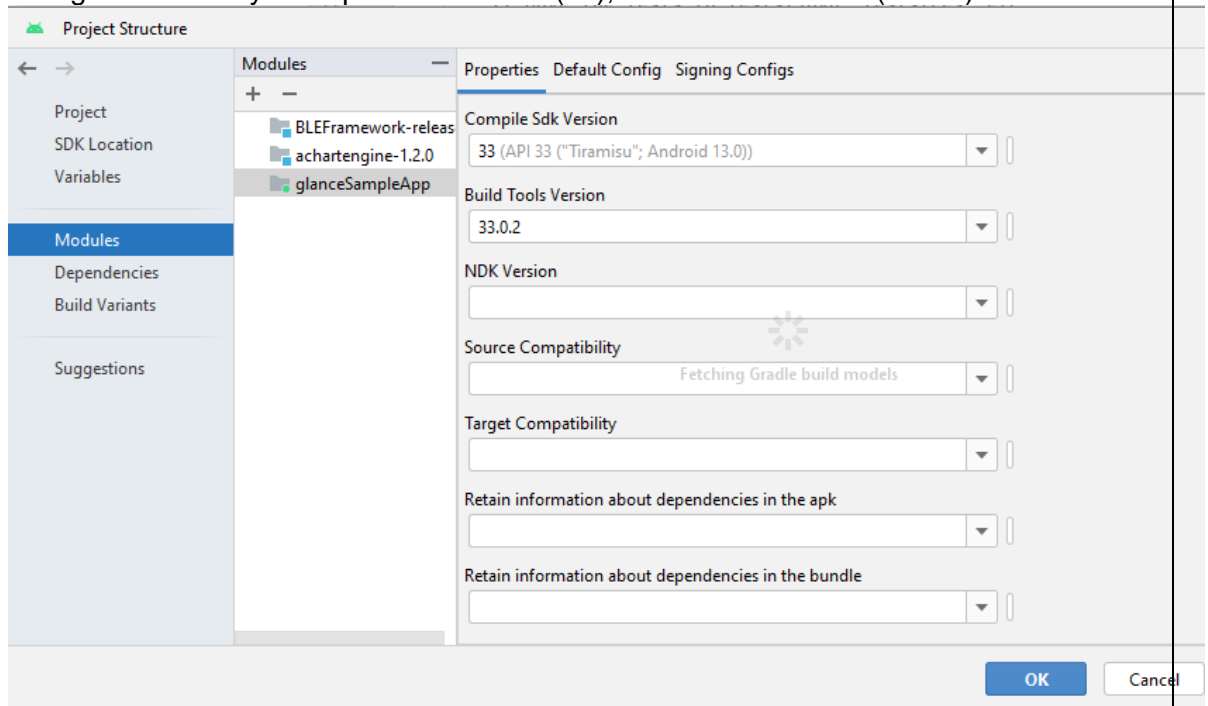 Project Structure
Project
SDK Location
Variables
Modules
Dependencies
Build Variants
Suggestions
Modules
BLEFramework-releas
achartengine-1.2.0
glanceSampleApp
Properties Default Config Signing Configs
Compile Sdk Version
33 (API 33 ("Tiramisu"; Android 13.0))
Build Tools Version
33.0.2
NDK Version
Source Compatibility
Fetching Gradle build models
Target Compatibility
Retain information about dependencies in the apk
Retain information about dependencies in the bundle
OK Cancel